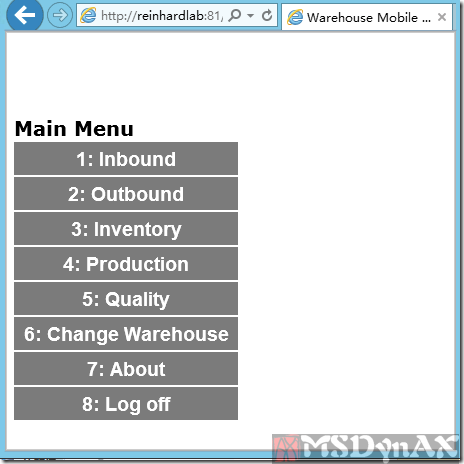 http://reinhardlab:81/
Warehouse Mobile ...
Main Menu
1: Inbound
2: Outbound
3: Inventory
4: Production
5: Quality
6: Change Warehouse
7: About
8: Log off
MSDynAX